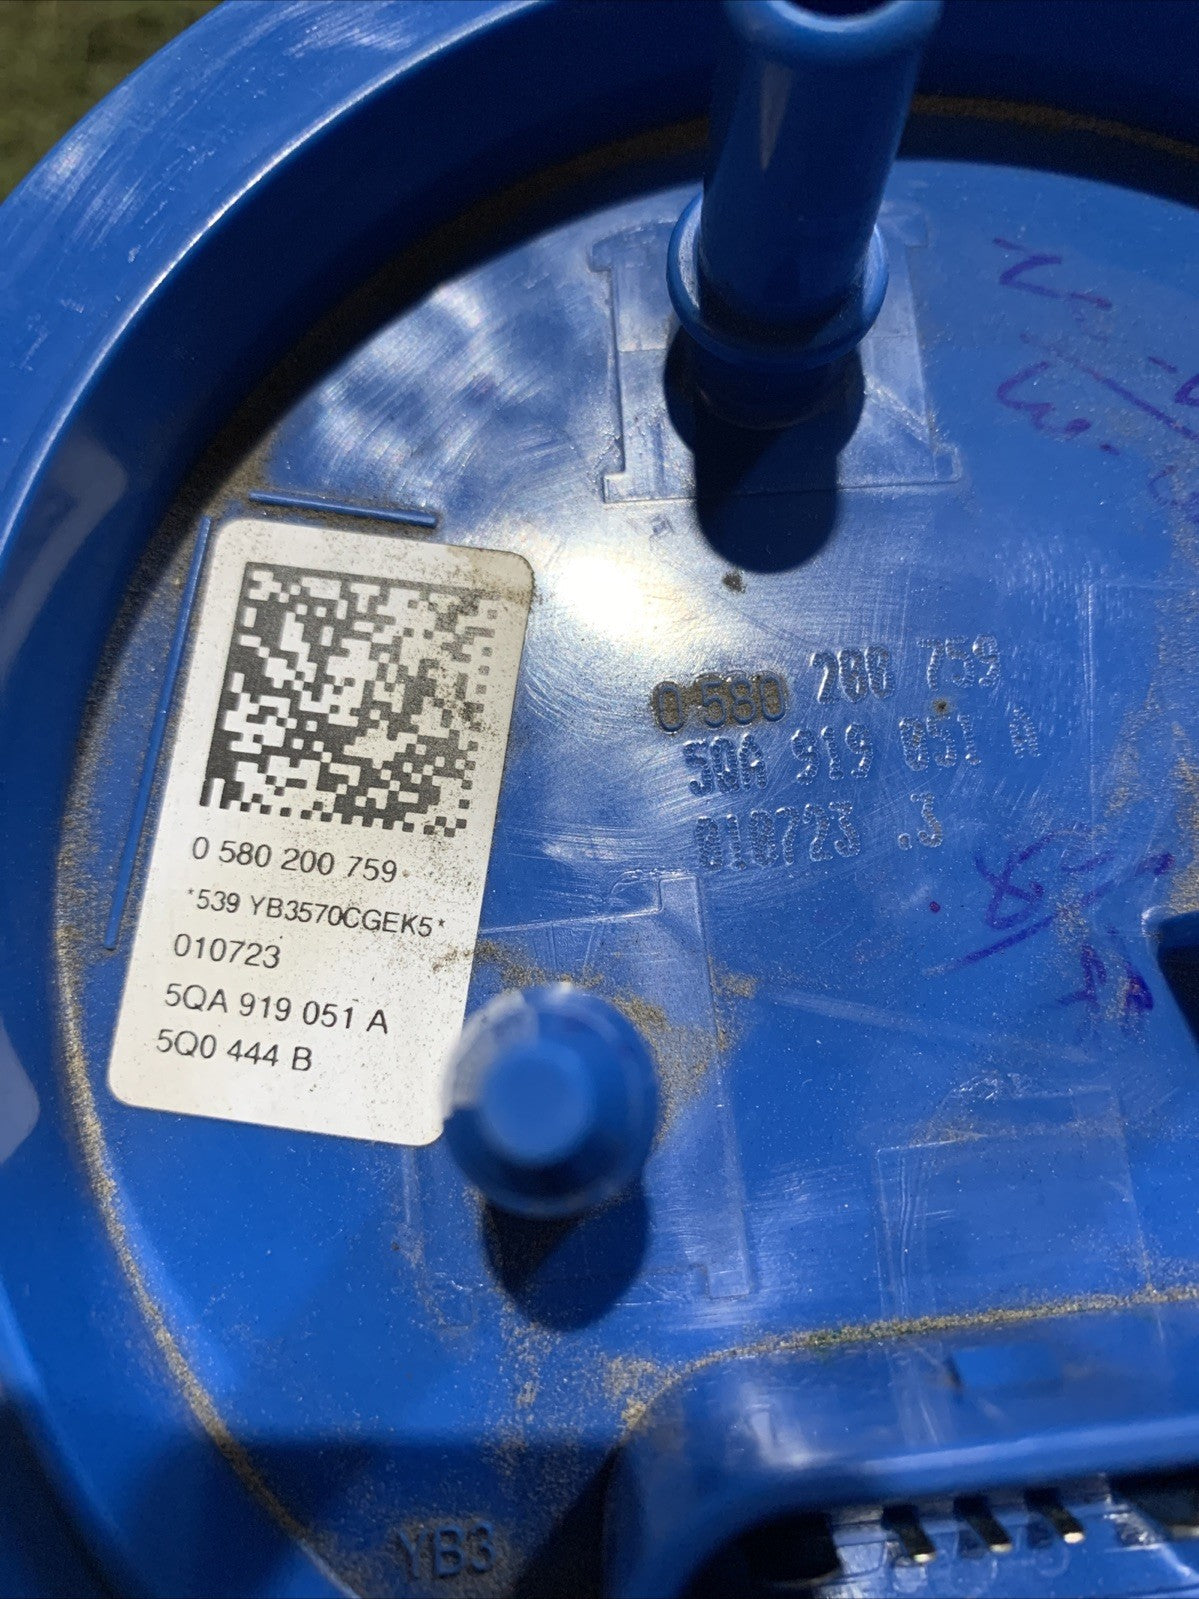 0 580 200 759
*539 YB3570CGEK5*
010723
5QA 919 051 A
5Q0 444 B
0 580 200 759
5QA 919 051 A
010723 .3
YB3